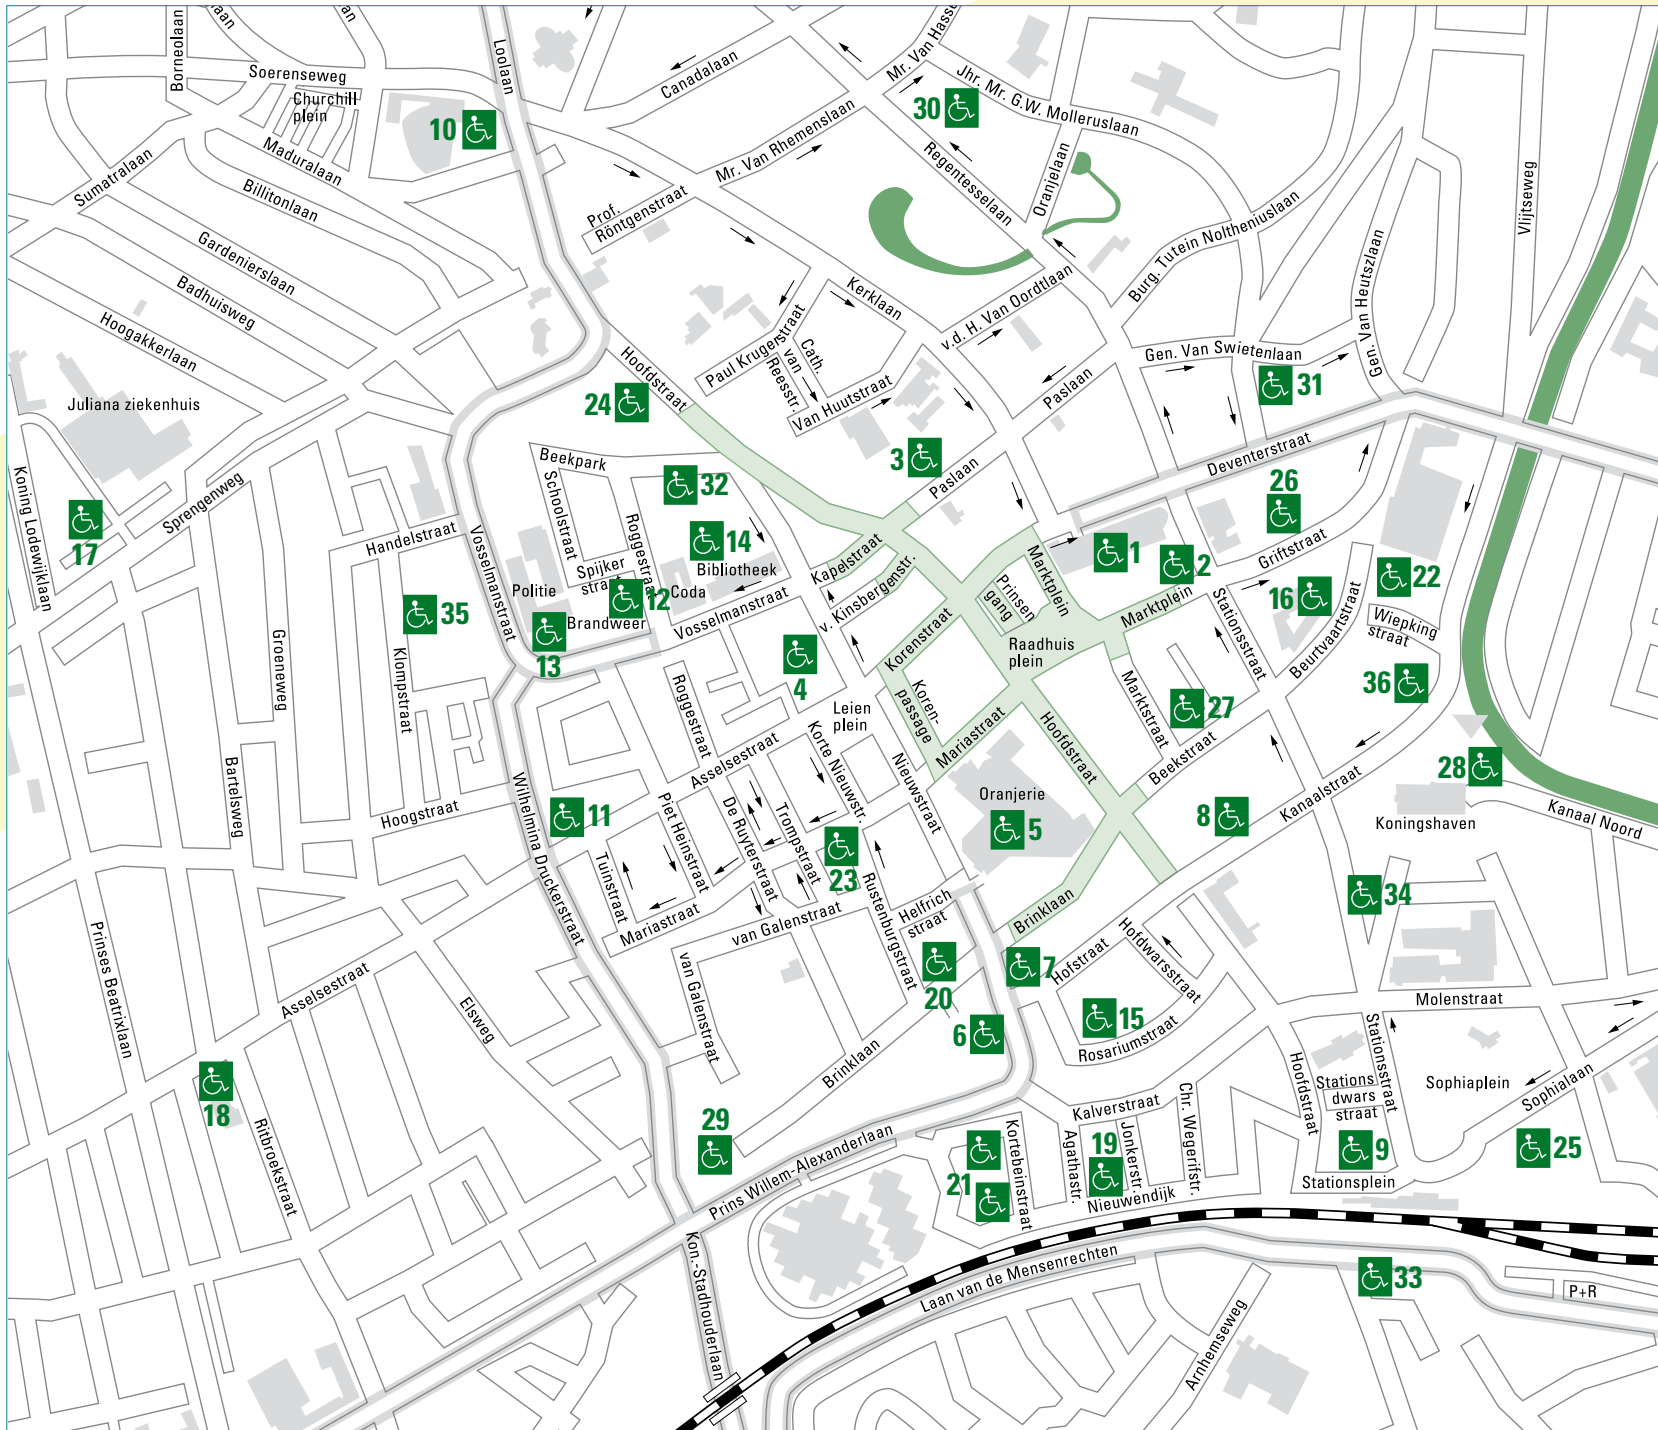 Borneolaan
laan
laan
Loolaan
Soerenseweg
Churchill
plein
Maduralaan
Billitonlaan
Sumatralaan
Gardenierslaan
Badhuisweg
Hoogakkerlaan
10
Canadalaan
Mr. Van Hass
Jhr. Mr. G.W. Molleruslaan
30
Mr. Van Rhemenslaan
Regentesselaan
Oranjelaan
Prof.
Röntgenstraat
Burg. Tutein Noltheniuslaan
Gen. Van Heutszlaan
Vlijtseweg
Kerklaan
v.d. H. Van Oordtlaan
Paul Krugerstraat
Cath.
van
Reesstr.
Van Huutstraat
Gen. Van Swietenlaan
31
Paslaan
Hoofdstraat
24
Juliana ziekenhuis
Koning Lodewijklaan
17
Sprengenweg
Beekpark
Schoolstraat
Roggestraat
32
14
Bibliotheek
3
Paslaan
Deventerstraat
26
Griftstraat
Handelstraat
Vosselmanstraat
Politie
Spijker
straat
12
Coda
Brandweer
13
Vosselmanstraat
Kapelstraat
v. Kinsbergenstr.
Prinsen
gang
Marktplein
1
2
Marktplein
16
Beurtvaartstraat
22
Wiepking
straat
36
35
Groeneweg
Klompstraat
Bartelsweg
Hoogstraat
Roggestraat
4
Leien
plein
Korenstraat
Koren-
passage
Mariastraat
Raadhuis
plein
Hoofdstraat
Marktstraat
Stationsstraat
27
Beekstraat
28
Kanaal Noord
Koningshaven
Kanaalstraat
8
Asselsestraat
Korte Nieuwstr.
Nieuwstraat
Oranjerie
5
11
Wilhelmina Druckerstraat
Tuinstraat
Piet Heinstraat
De Ruyterstraat
Trompstraat
23
Rustenburgstraat
Helfrich
straat
Mariastraat
van Galenstraat
van Galenstraat
Brinklaan
20
7
6
Hofstraat
Hofdwarsstraat
15
Rosariumstraat
34
Molenstraat
Prinses Beatrixlaan
Asselsestraat
Elsweg
18
Ritbroekstraat
Brinklaan
29
Prins Willem-Alexanderlaan
Kortebeinstraat
21
Kalverstraat
Agathastr.
19
Jonkerstr.
Chr. Wegerifstr.
Nieuwendijk
Hoofdstraat
Stations
dwars
straat
Stationsstraat
Sophiaplein
Sophialaan
9
25
Stationsplein
Kon.-Stadhouderlaan
Laan van de Mensenrechten
Arnhemseweg
33
P+R